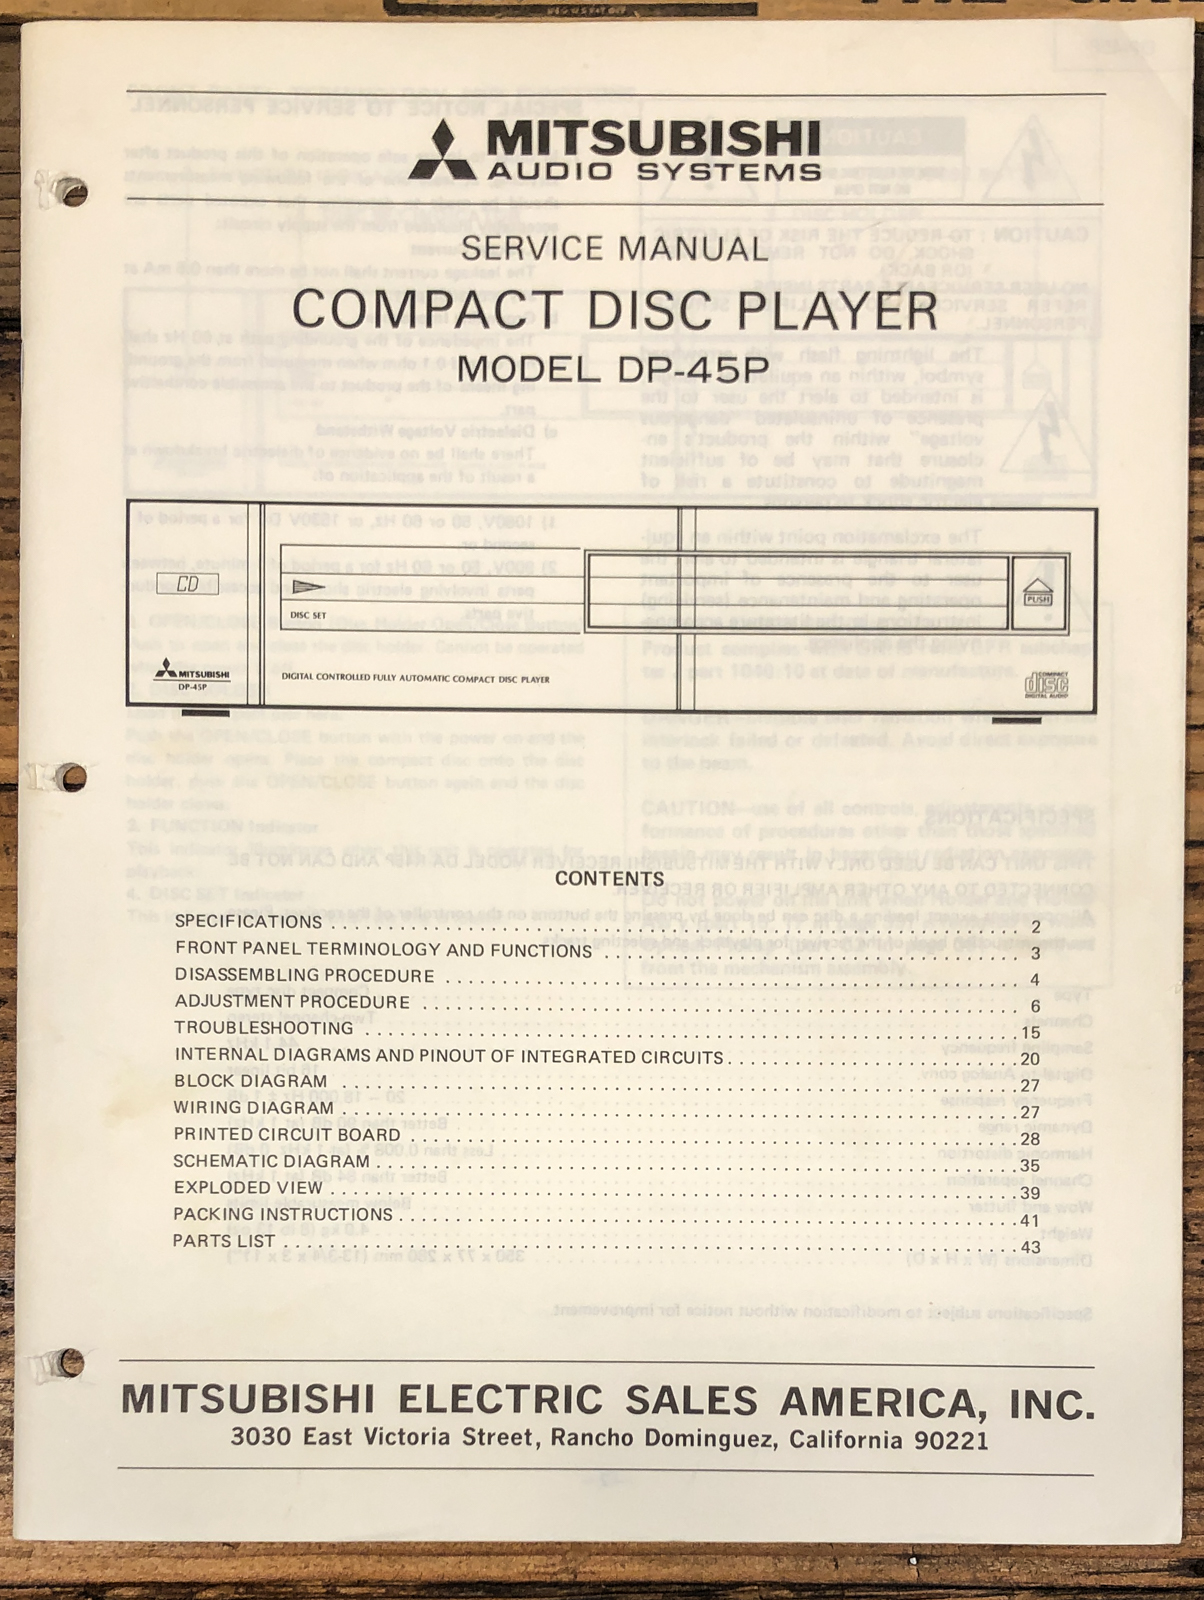 MITSUBISHI
AUDIO SYSTEMS
SERVICE MANUAL
COMPACT DISC PLAYER
MODEL DP-45P
CD
DISC SET
PUSH
MITSUBISHI
DP-45P
DIGITAL CONTROLLED FULLY AUTOMATIC COMPACT DISC PLAYER
COMPACT
disc
DIGITAL AUDIO
CONTENTS
SPECIFICATIONS . . . . . . . . . . 2
FRONT PANEL TERMINOLOGY AND FUNCTIONS . . . . . . . . . . 3
DISASSEMBLING PROCEDURE . . . . . . . . . . 4
ADJUSTMENT PROCEDURE . . . . . . . . . . 6
TROUBLESHOOTING . . . . . . . . . . 15
INTERNAL DIAGRAMS AND PINOUT OF INTEGRATED CIRCUITS . . . . . . . . . . 20
BLOCK DIAGRAM . . . . . . . . . . 27
WIRING DIAGRAM . . . . . . . . . . 27
PRINTED CIRCUIT BOARD . . . . . . . . . . 28
SCHEMATIC DIAGRAM . . . . . . . . . . 35
EXPLODED VIEW . . . . . . . . . . 39
PACKING INSTRUCTIONS . . . . . . . . . . 41
PARTS LIST . . . . . . . . . . 43
MITSUBISHI ELECTRIC SALES AMERICA, INC.
3030 East Victoria Street, Rancho Dominguez, California 90221